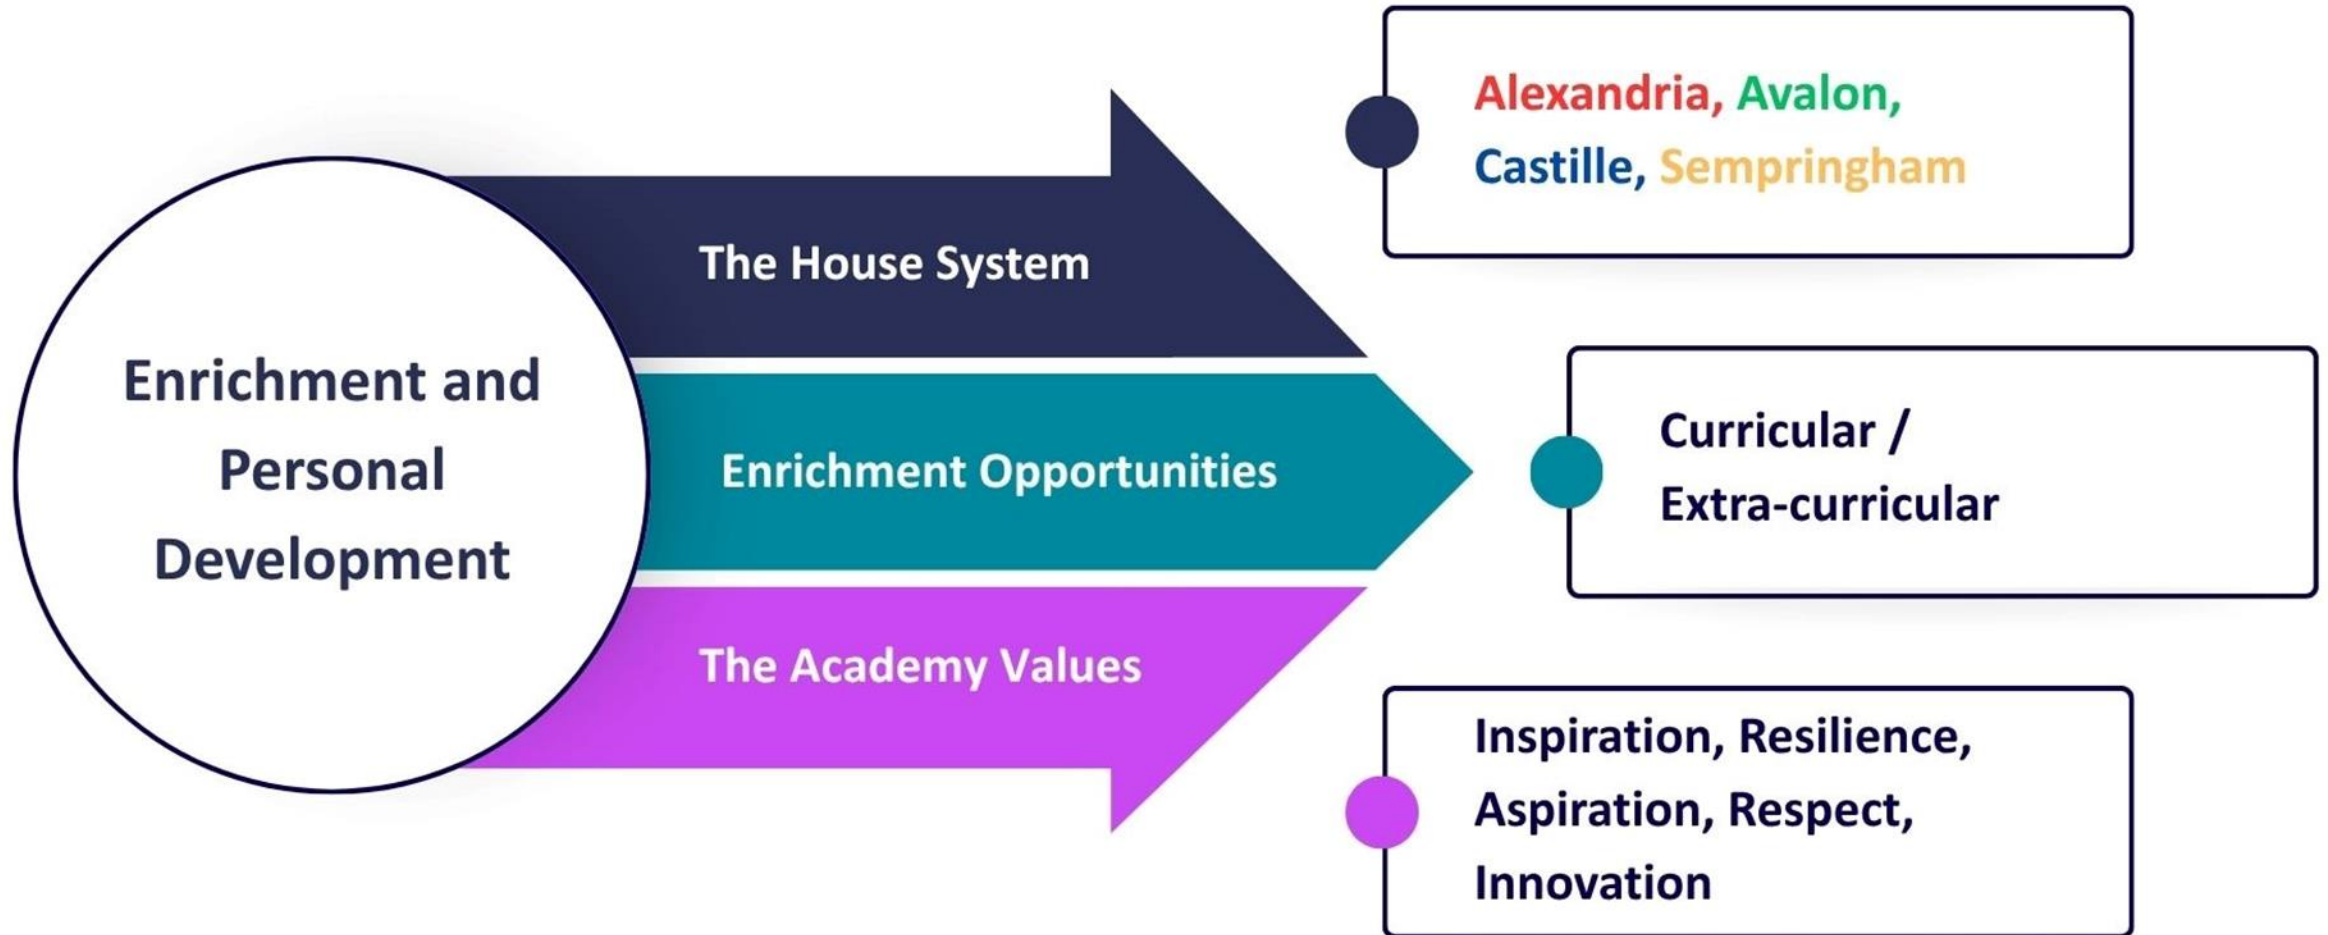 Enrichment and
Personal
Development
The House System
Enrichment Opportunities
The Academy Values
Alexandria, Avalon,
Castille, Sempringham
Curricular /
Extra-curricular
Inspiration, Resilience,
Aspiration, Respect,
Innovation